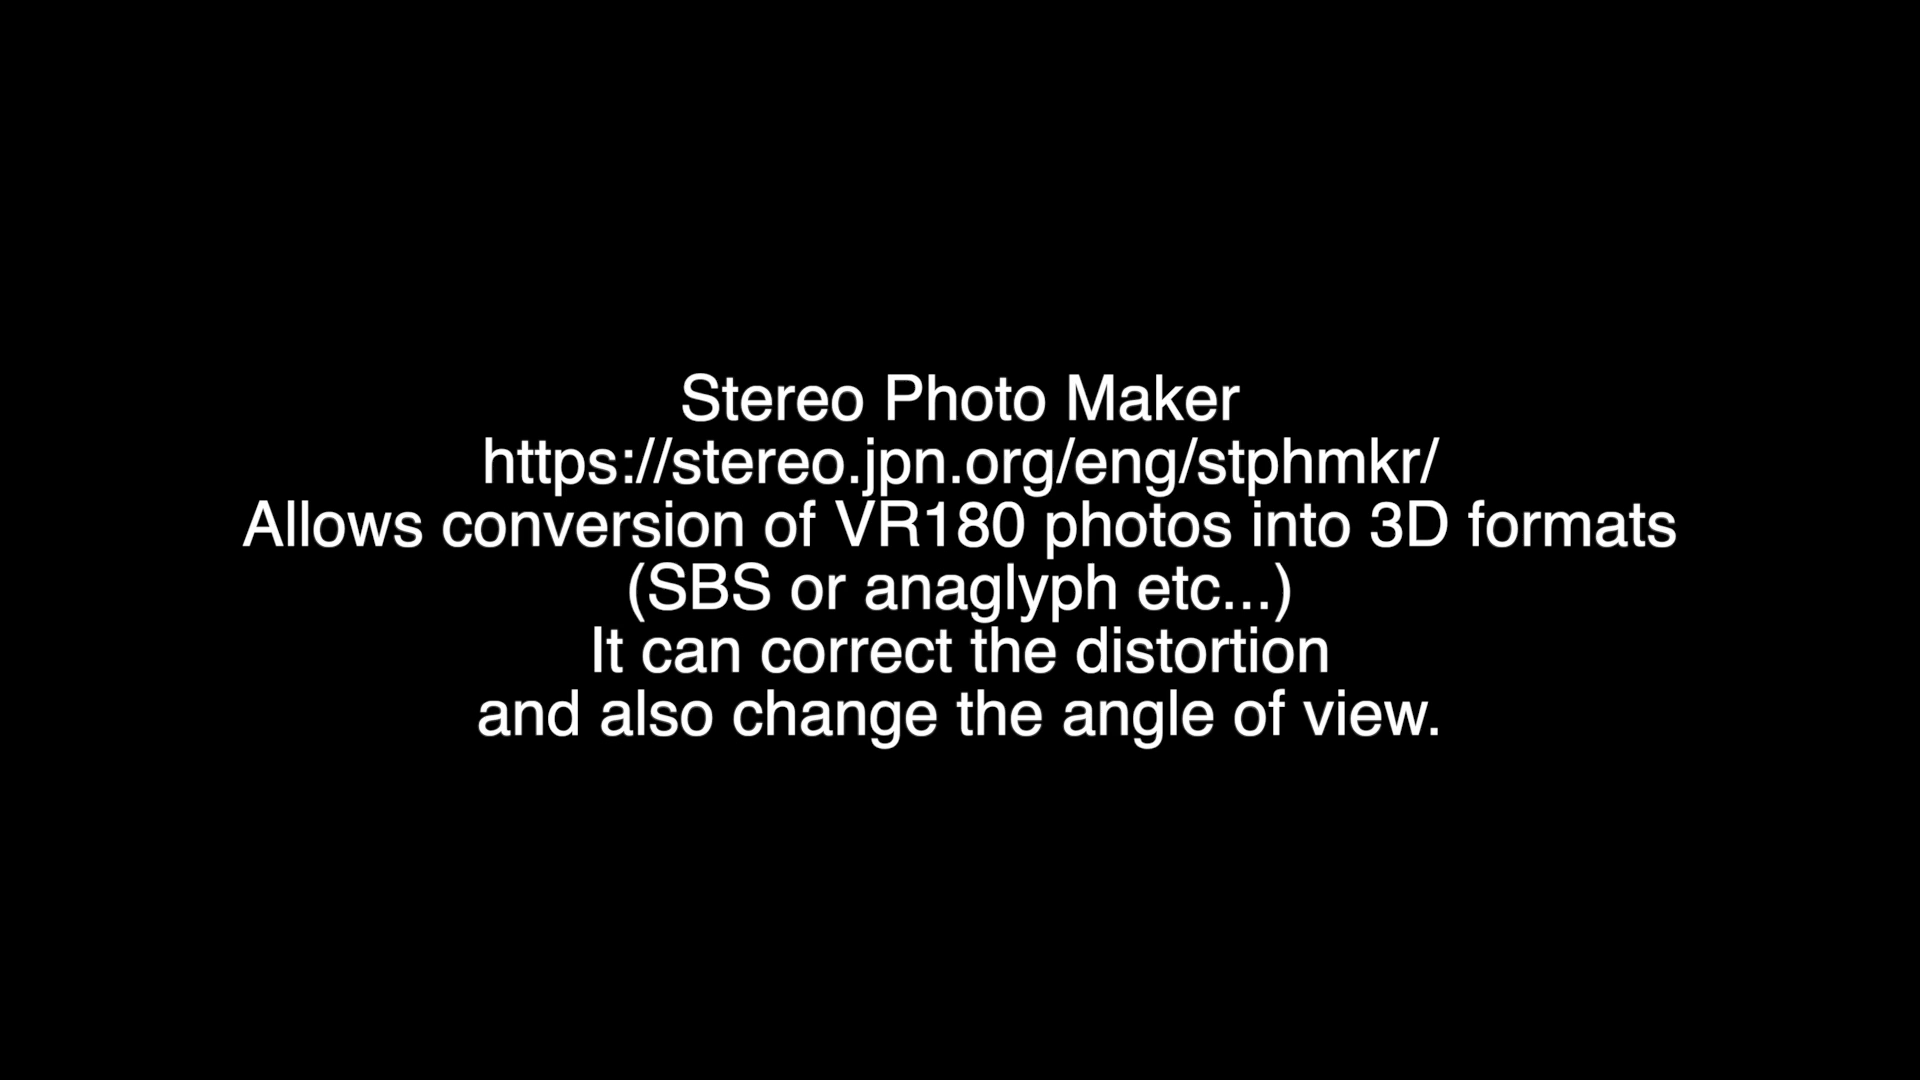 Stereo Photo Maker
https://stereo.jpn.org/eng/stphmkr/
Allows conversion of VR180 photos into 3D formats
(SBS or anaglyph etc...)
It can correct the distortion
and also change the angle of view.